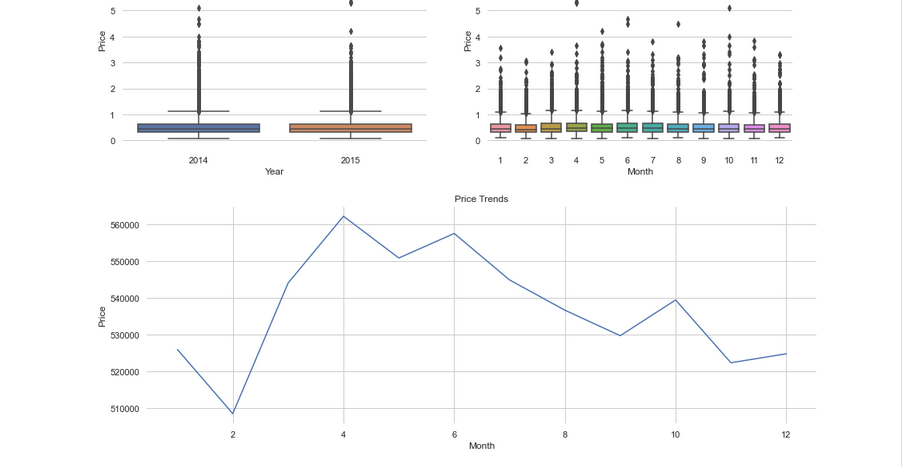 5
4
3
2
1
0
Price
2014 2015
Year
5
4
3
2
1
0
Price
1 2 3 4 5 6 7 8 9 10 11 12
Month
Price Trends
560000
550000
540000
530000
520000
510000
Price
2 4 6 8 10 12
Month